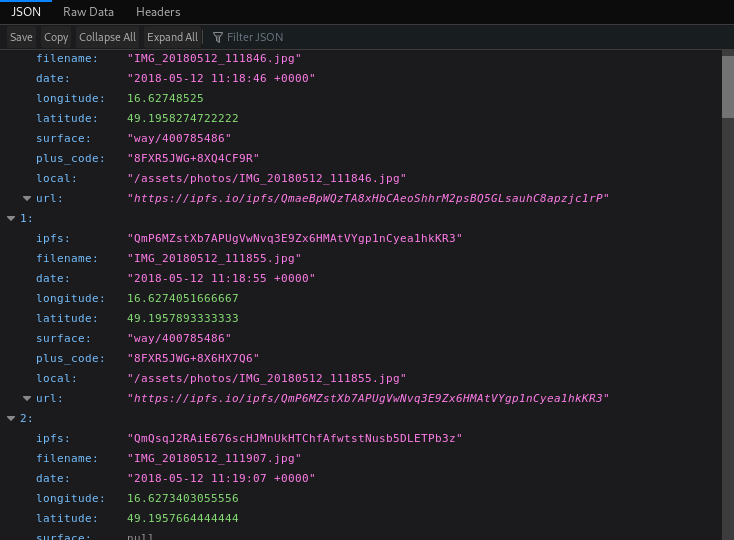 JSON Raw Data Headers
Save Copy Collapse All Expand All Filter JSON
filename: "IMG_20180512_111846.jpg"
date: "2018-05-12 11:18:46 +0000"
longitude: 16.62748525
latitude: 49.1958274722222
surface: "way/400785486"
plus_code: "8FXR5JWG+8XQ4CF9R"
local: "/assets/photos/IMG_20180512_111846.jpg"
url: "https://ipfs.io/ipfs/QmaeBpWQzTA8xHbCAeoShhrM2psBQ5GLsauhC8apzjc1rP"
1:
ipfs: "QmP6MZstXb7APUgVwNvq3E9Zx6HMAtVYgp1nCyea1hkKR3"
filename: "IMG_20180512_111855.jpg"
date: "2018-05-12 11:18:55 +0000"
longitude: 16.6274051666667
latitude: 49.1957893333333
surface: "way/400785486"
plus_code: "8FXR5JWG+8X6HX7Q6"
local: "/assets/photos/IMG_20180512_111855.jpg"
url: "https://ipfs.io/ipfs/QmP6MZstXb7APUgVwNvq3E9Zx6HMAtVYgp1nCyea1hkKR3"
2:
ipfs: "QmQsqJ2RAiE676scHJMnUkHTChfAfwtstNusb5DLETPb3z"
filename: "IMG_20180512_111907.jpg"
date: "2018-05-12 11:19:07 +0000"
longitude: 16.6273403055556
latitude: 49.1957664444444
surface: null